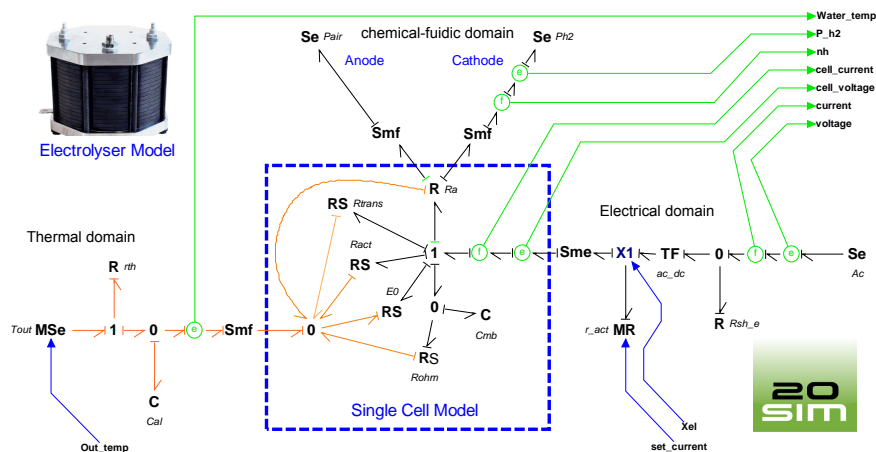 e
Water_temp
chemical-fuidic domain
Se Pair
Se Ph2
P_h2
nh
Anode
Cathode
e
cell_current
cell_voltage
f
current
voltage
Smf
Smf
Electrolyser Model
R Ra
RS Rtrans
Electrical domain
Thermal domain
Ract
1
f
e
Sme
X1
TF
0
f
e
Se
RS
ac_dc
Ac
R rth
E0
RS
0
C
Cmb
Tout MSe
1
0
e
Smf
0
r_act MR
R Rsh_e
RS
Rohm
C
Cal
20
sim
Single Cell Model
Xel
Out_temp
set_current